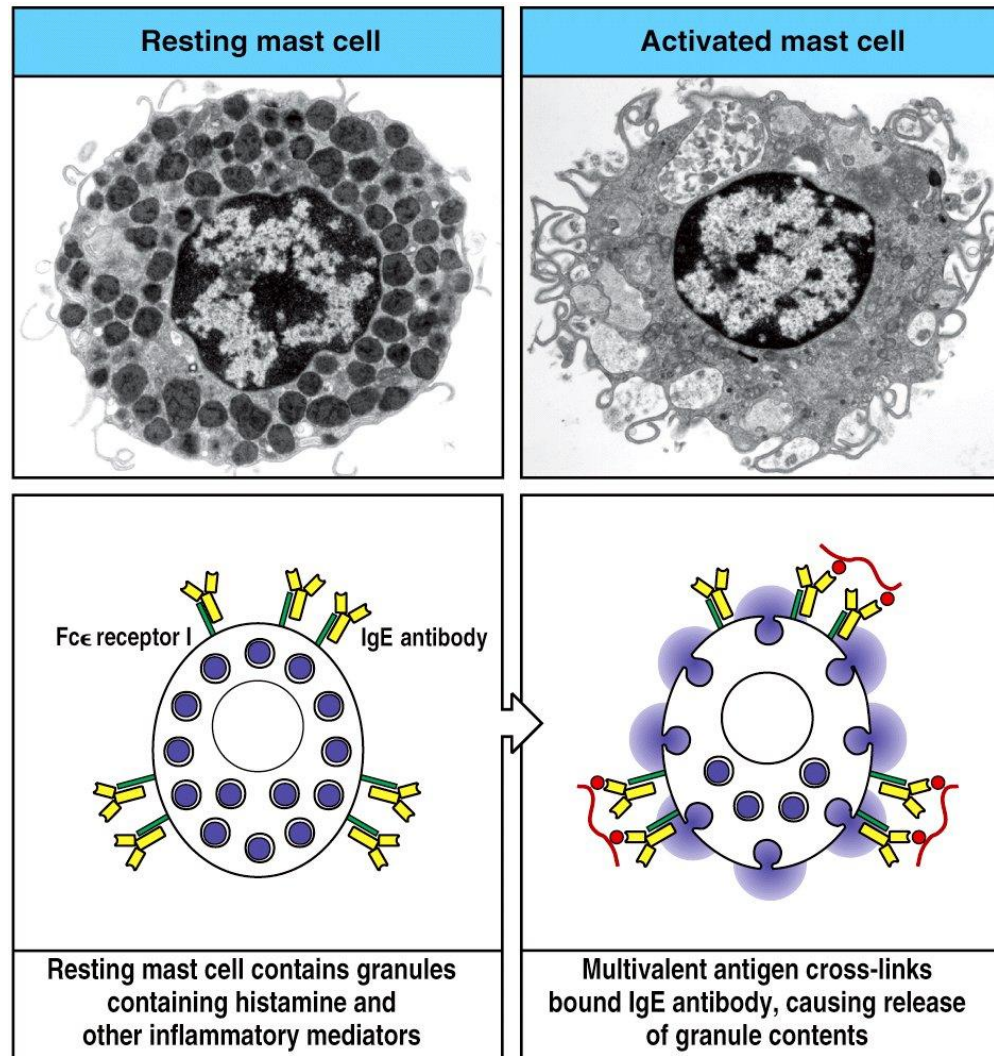 Resting mast cell
Activated mast cell
Fcϵ receptor I
IgE antibody
Resting mast cell contains granules
containing histamine and
other inflammatory mediators
Multivalent antigen cross-links
bound IgE antibody, causing release
of granule contents